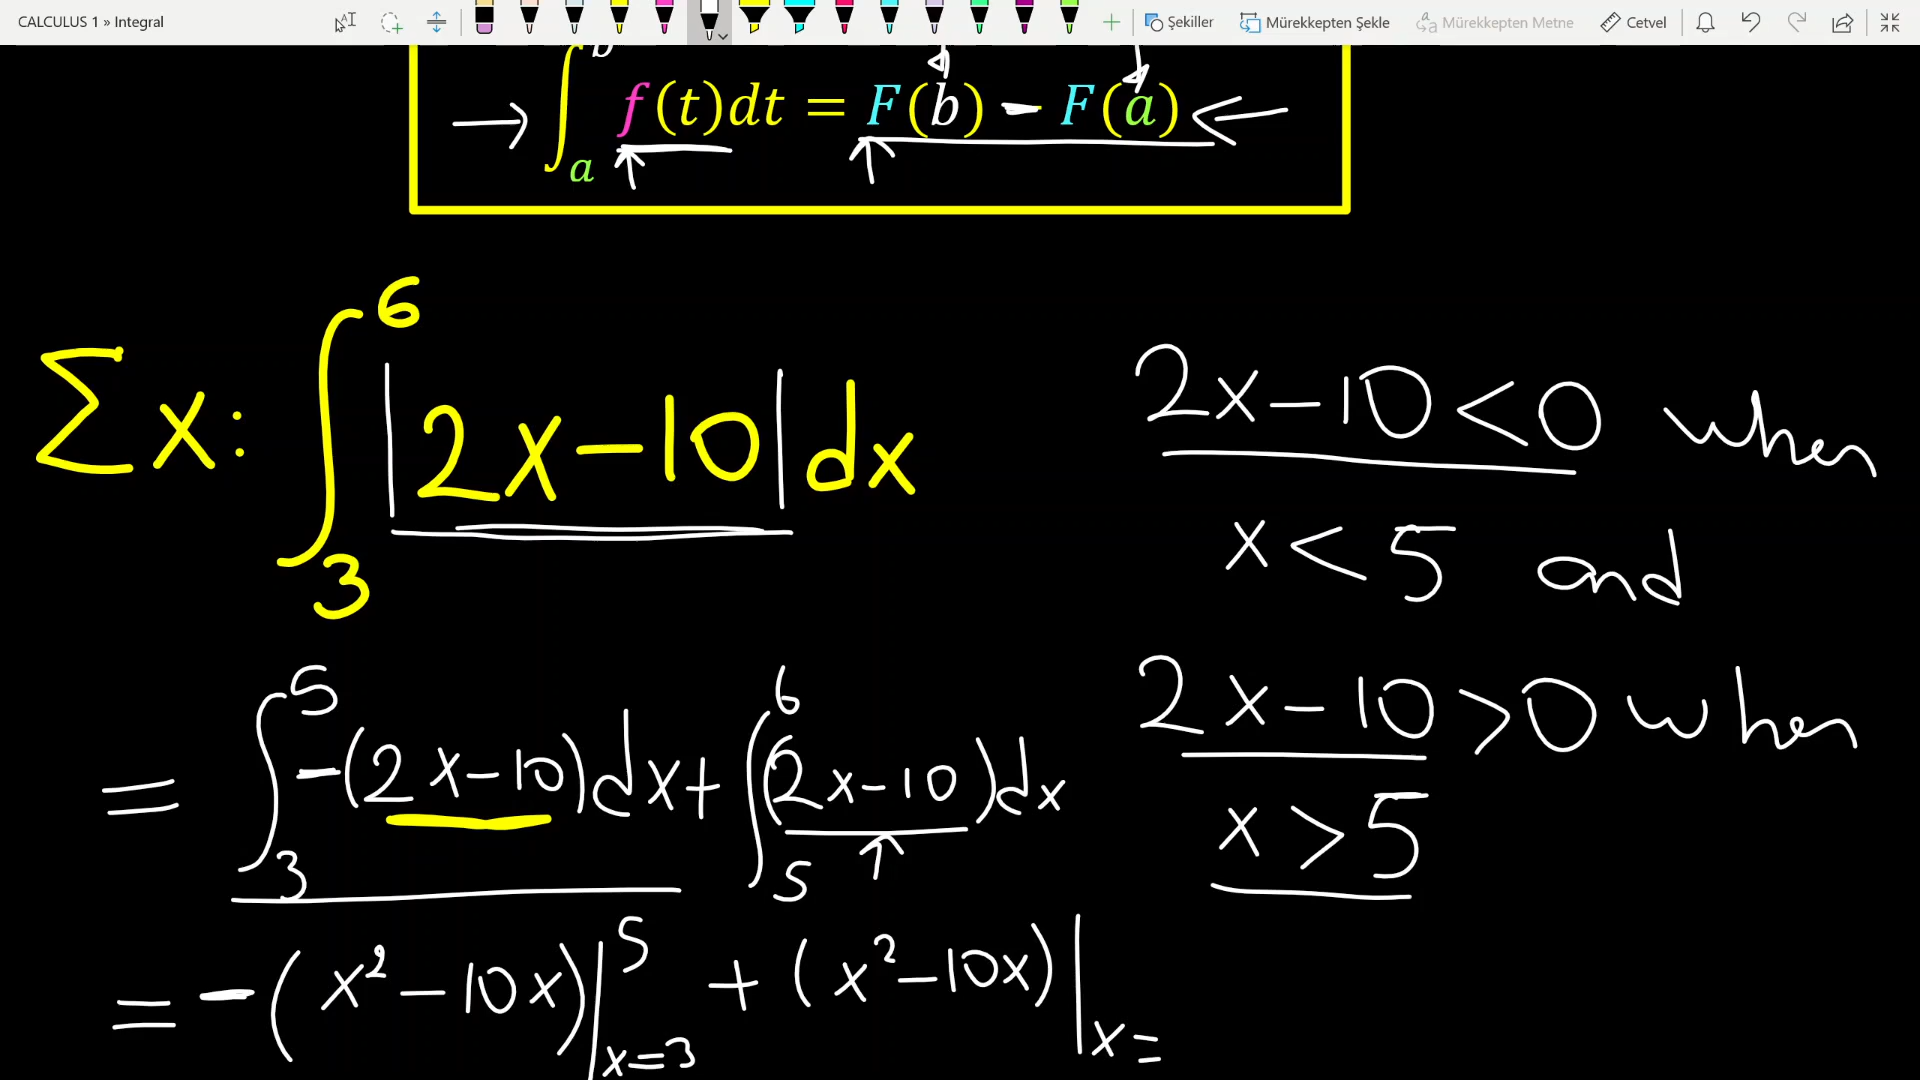 CALCULUS 1 » Integral Şekiller Mürekkepten Şekle Mürekkepten Metne Cetvel
∫_a^b f(t)dt = F(b) − F(a)
Σx: ∫_3^6 |2x−10|dx
2x−10<0 when
x<5 and
2x−10>0 when
x>5
= ∫_3^5 −(2x−10)dx + ∫_5^6 (2x−10)dx
= −(x²−10x)|_{x=3}^5 + (x²−10x)|_{x=